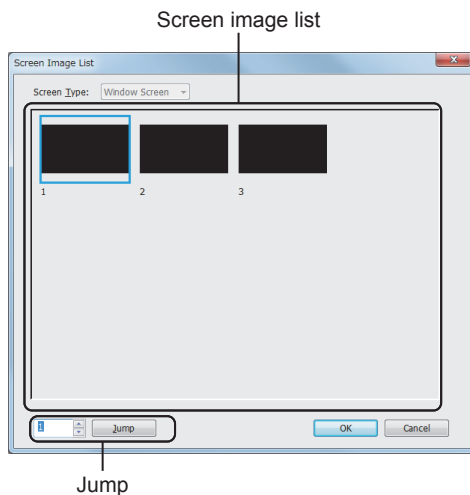 Screen image list
Screen Image List
Screen Type: Window Screen
1 2 3
1 Jump OK Cancel
Jump